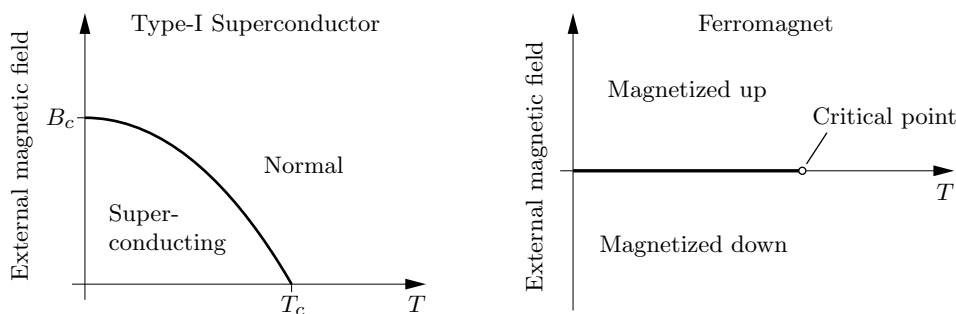 Type-I Superconductor
External magnetic field
B_c
Normal
Super-
conducting
T_c
T
Ferromagnet
External magnetic field
Magnetized up
Critical point
T
Magnetized down